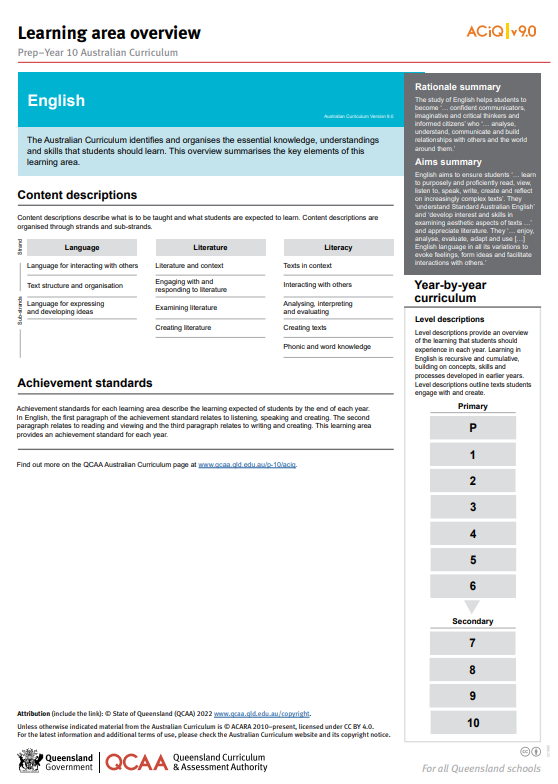 Learning area overview
Prep–Year 10 Australian Curriculum
ACiQ v9.0
English
Australian Curriculum Version 9.0
The Australian Curriculum identifies and organises the essential knowledge, understandings
and skills that students should learn. This overview summarises the key elements of this
learning area.
Content descriptions
Content descriptions describe what is to be taught and what students are expected to learn. Content descriptions are
organised through strands and sub-strands.
Strand
Language
Literature
Literacy
Sub-strands
Language for interacting with others
Text structure and organisation
Language for expressing
and developing ideas
Literature and context
Engaging with and
responding to literature
Examining literature
Creating literature
Texts in context
Interacting with others
Analysing, interpreting
and evaluating
Creating texts
Phonic and word knowledge
Achievement standards
Achievement standards for each learning area describe the learning expected of students by the end of each year.
In English, the first paragraph of the achievement standard relates to listening, speaking and creating. The second
paragraph relates to reading and viewing and the third paragraph relates to writing and creating. This learning area
provides an achievement standard for each year.
Find out more on the QCAA Australian Curriculum page at www.qcaa.qld.edu.au/p-10/aciq.
Rationale summary
The study of English helps students to
become ‘… confident communicators,
imaginative and critical thinkers and
informed citizens’ who ‘… analyse,
understand, communicate and build
relationships with others and the world
around them.’
Aims summary
English aims to ensure students ‘… learn
to purposely and proficiently read, view,
listen to, speak, write, create and reflect
on increasingly complex texts’. They
‘understand Standard Australian English’
and ‘develop interest and skills in
examining aesthetic aspects of texts …’
and appreciate literature. They ‘… enjoy,
analyse, evaluate, adapt and use […]
English language in all its variations to
evoke feelings, form ideas and facilitate
interactions with others.’
Year-by-year
curriculum
Level descriptions
Level descriptions provide an overview
of the learning that students should
experience in each year. Learning in
English is recursive and cumulative,
building on concepts, skills and
processes developed in earlier years.
Level descriptions outline texts students
engage with and create.
Primary
P
1
2
3
4
5
6
Secondary
7
8
9
10
Attribution (include the link): © State of Queensland (QCAA) 2022 www.qcaa.qld.edu.au/copyright.
Unless otherwise indicated material from the Australian Curriculum is © ACARA 2010–present, licensed under CC BY 4.0.
For the latest information and additional terms of use, please check the Australian Curriculum website and its copyright notice.
Queensland
Government
QCAA
Queensland Curriculum
& Assessment Authority
For all Queensland schools